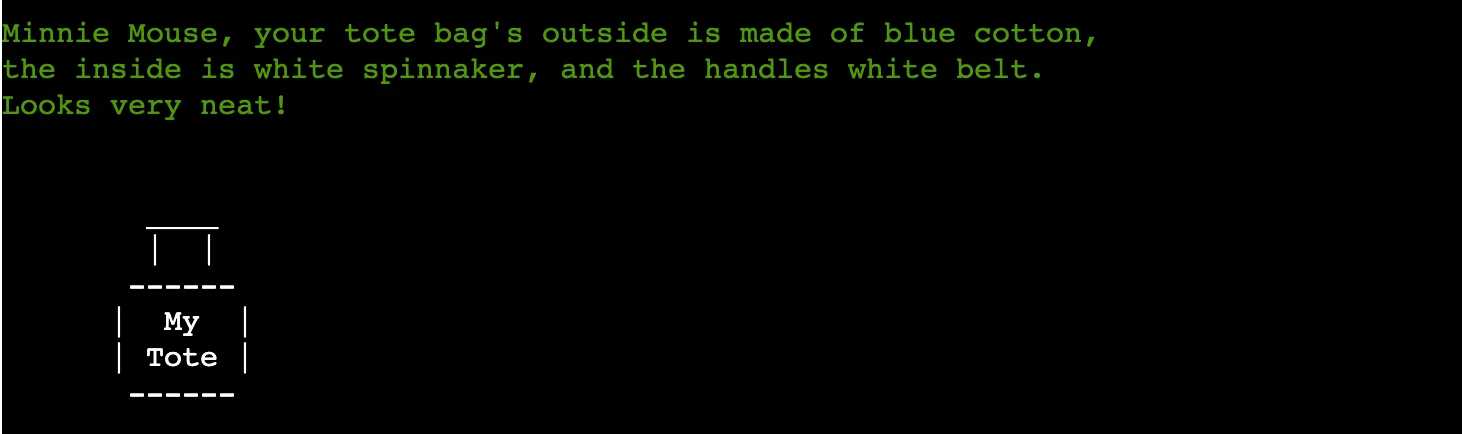 Minnie Mouse, your tote bag's outside is made of blue cotton,
the inside is white spinnaker, and the handles white belt.
Looks very neat!
____
|  |
------
|  My  |
| Tote |
------